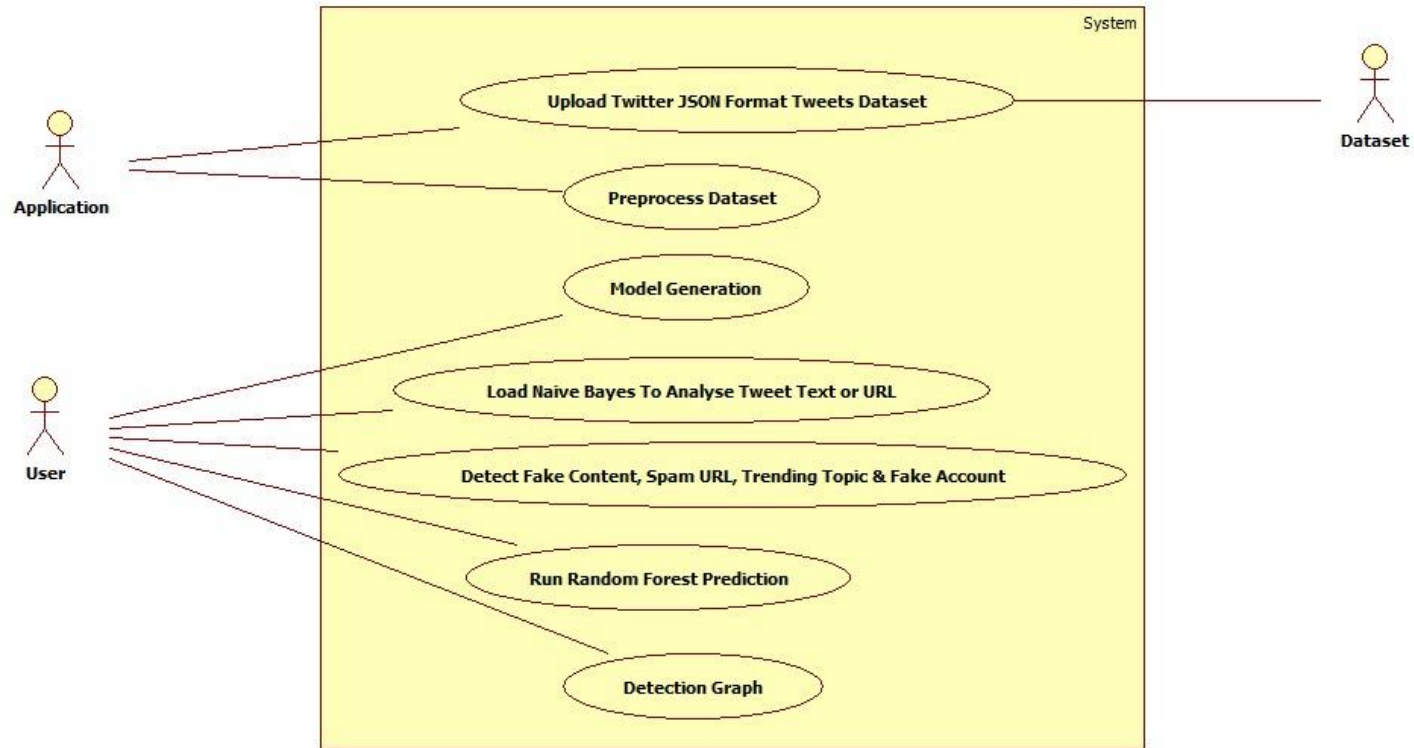 System
Upload Twitter JSON Format Tweets Dataset
Dataset
Application
Preprocess Dataset
Model Generation
Load Naive Bayes To Analyse Tweet Text or URL
User
Detect Fake Content, Spam URL, Trending Topic & Fake Account
Run Random Forest Prediction
Detection Graph